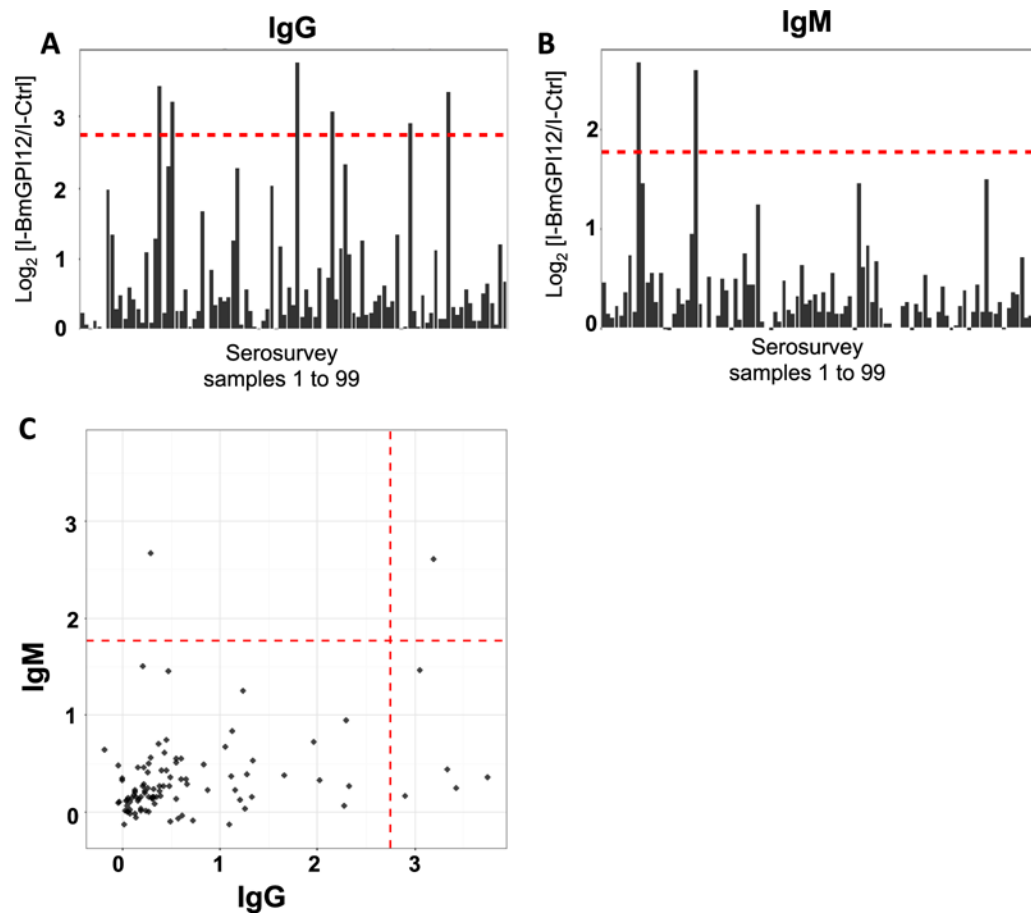 A
IgG
Log2 [I-BmGPI12/I-Ctrl]
3
2
1
0
Serosurvey
samples 1 to 99
B
IgM
Log2 [I-BmGPI12/I-Ctrl]
2
1
0
Serosurvey
samples 1 to 99
C
IgM
3
2
1
0
0 1 2 3
IgG